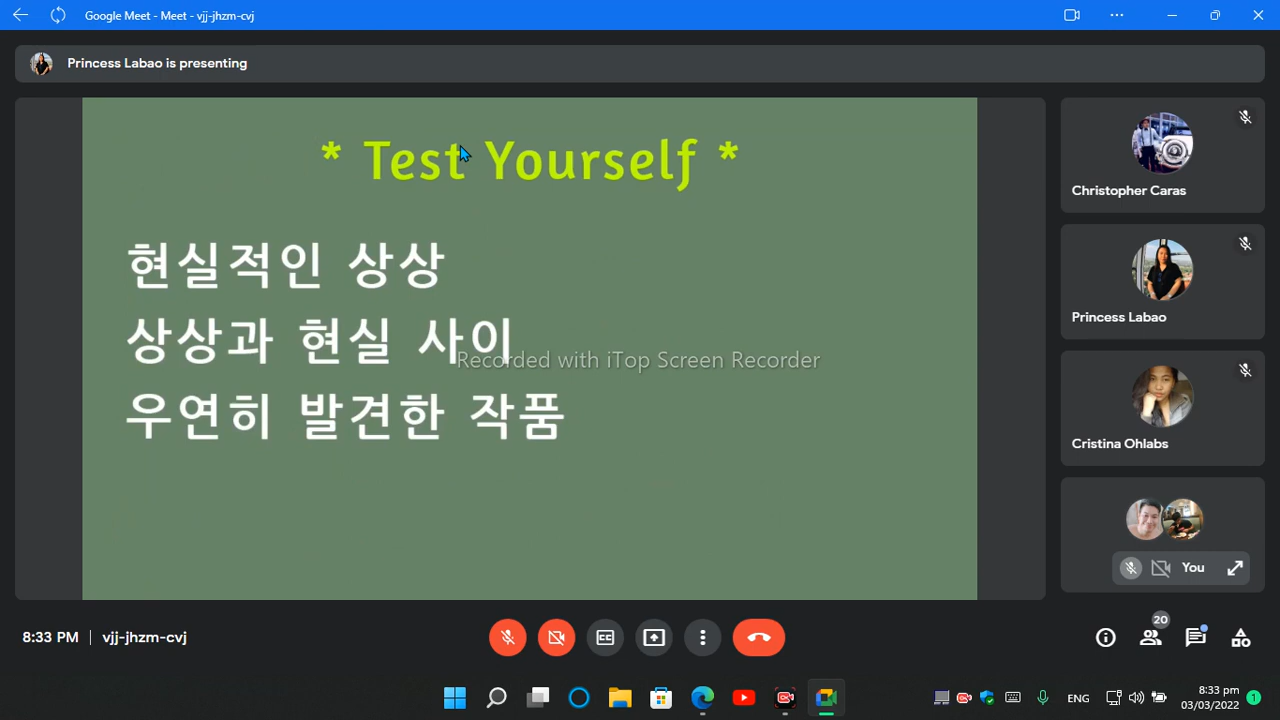 Google Meet - Meet - vjj-jhzm-cvj
Princess Labao is presenting
* Test Yourself *
현실적인 상상
상상과 현실 사이
우연히 발견한 작품
Recorded with iTop Screen Recorder
Christopher Caras
Princess Labao
Cristina Ohlabs
You
8:33 PM | vjj-jhzm-cvj
20
ENG
8:33 pm
03/03/2022
1